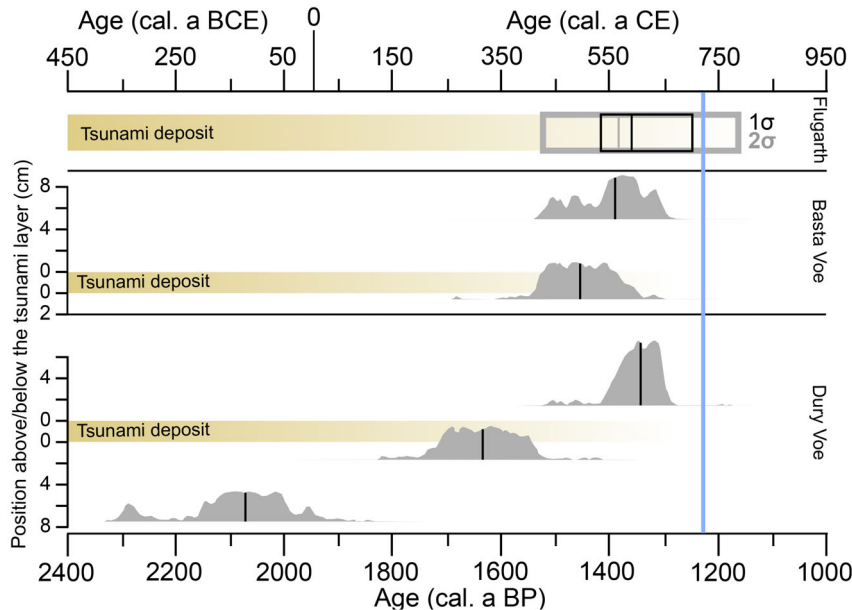 Age (cal. a BCE) 0 Age (cal. a CE)
450 250 50 150 350 550 750 950
Tsunami deposit 1σ
2σ
Flugarth
8
4
0
Tsunami deposit
0
2
Basta Voe
4
0
Tsunami deposit
0
4
8
Dury Voe
Position above/below the tsunami layer (cm)
2400 2200 2000 1800 1600 1400 1200 1000
Age (cal. a BP)